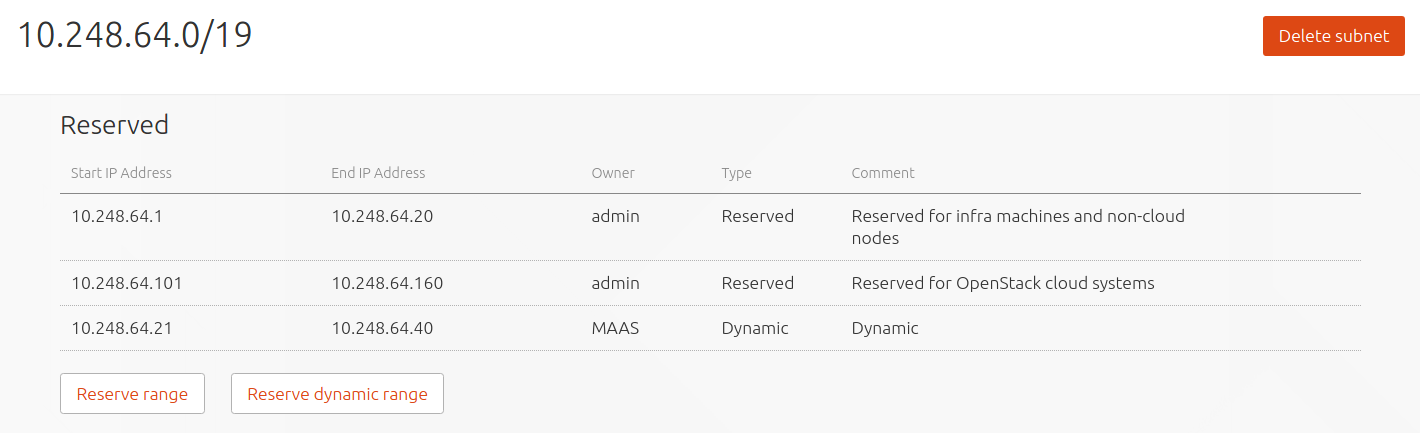 10.248.64.0/19
Delete subnet
Reserved
Start IP Address End IP Address Owner Type Comment
10.248.64.1 10.248.64.20 admin Reserved Reserved for infra machines and non-cloud
nodes
10.248.64.101 10.248.64.160 admin Reserved Reserved for OpenStack cloud systems
10.248.64.21 10.248.64.40 MAAS Dynamic Dynamic
Reserve range Reserve dynamic range